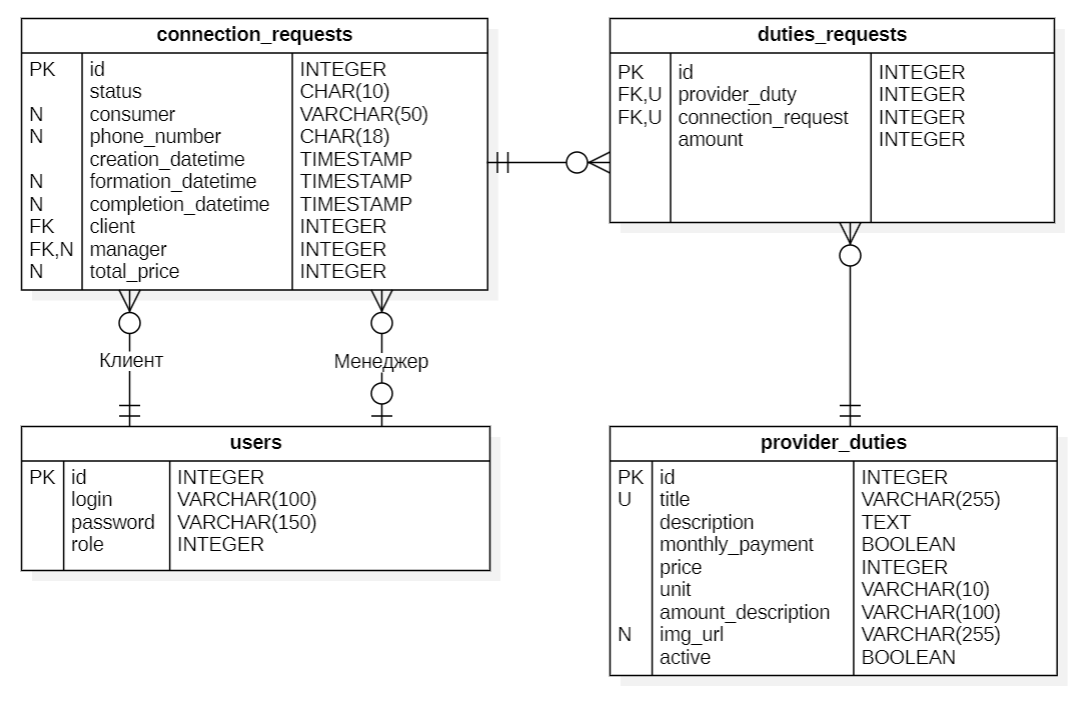 connection_requests
PK id INTEGER
status CHAR(10)
N consumer VARCHAR(50)
N phone_number CHAR(18)
creation_datetime TIMESTAMP
N formation_datetime TIMESTAMP
N completion_datetime TIMESTAMP
FK client INTEGER
FK,N manager INTEGER
N total_price INTEGER
duties_requests
PK id INTEGER
FK,U provider_duty INTEGER
FK,U connection_request INTEGER
amount INTEGER
Клиент
Менеджер
users
PK id INTEGER
login VARCHAR(100)
password VARCHAR(150)
role INTEGER
provider_duties
PK id INTEGER
U title VARCHAR(255)
description TEXT
monthly_payment BOOLEAN
price INTEGER
unit VARCHAR(10)
amount_description VARCHAR(100)
N img_url VARCHAR(255)
active BOOLEAN